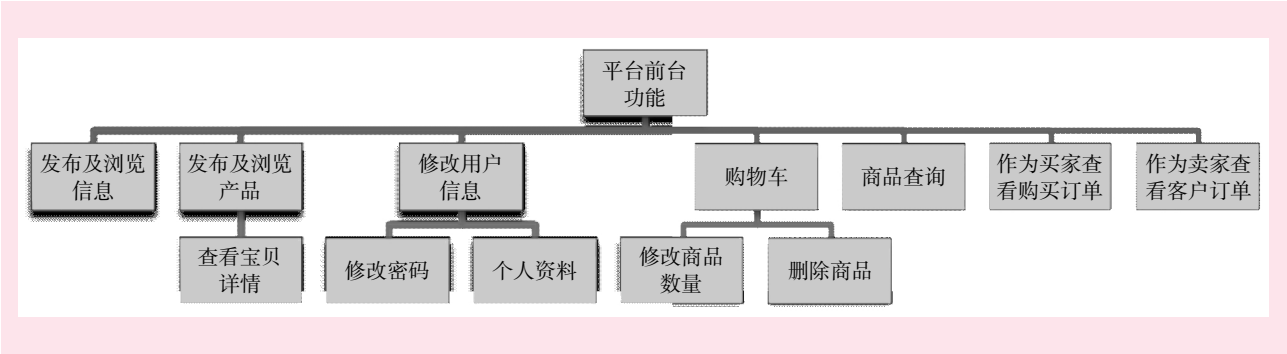 平台前台
功能
发布及浏览
信息
发布及浏览
产品
修改用户
信息
购物车
商品查询
作为买家查
看购买订单
作为卖家查
看客户订单
查看宝贝
详情
修改密码
个人资料
修改商品
数量
删除商品